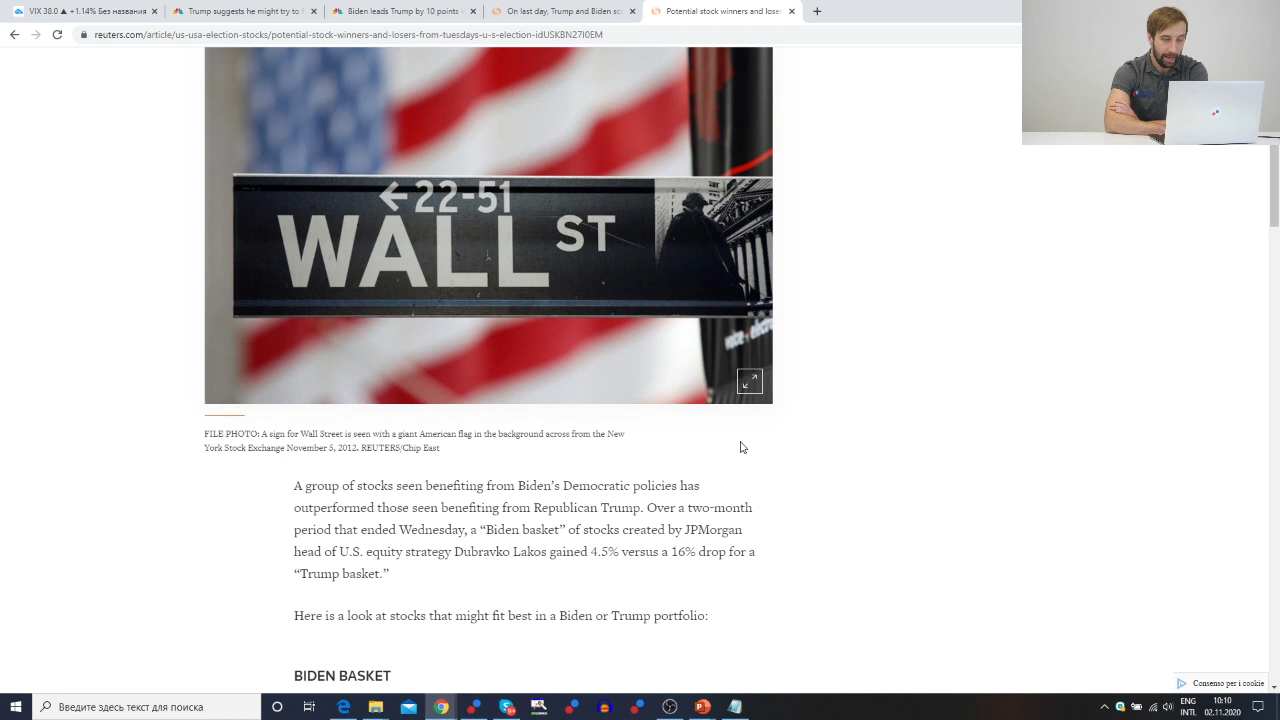 VIX 38.0 ▲ +1.14% Без названия
Trump suggests he might try to F
Biden leads Trump by 10 points i
On last day, Trump and Biden sc
Potential stock winners and lose
reuters.com/article/us-usa-election-stocks/potential-stock-winners-and-losers-from-tuesdays-u-s-election-idUSKBN27I0EM
←22-51
WALL ST
FILE PHOTO: A sign for Wall Street is seen with a giant American flag in the background across from the New
York Stock Exchange November 5, 2012. REUTERS/Chip East
A group of stocks seen benefiting from Biden’s Democratic policies has
outperformed those seen benefiting from Republican Trump. Over a two-month
period that ended Wednesday, a “Biden basket” of stocks created by JPMorgan
head of U.S. equity strategy Dubravko Lakos gained 4.5% versus a 16% drop for a
“Trump basket.”
Here is a look at stocks that might fit best in a Biden or Trump portfolio:
BIDEN BASKET
Consenso per i cookie
Введите здесь текст для поиска
ENG
INTL
10:10
02.11.2020